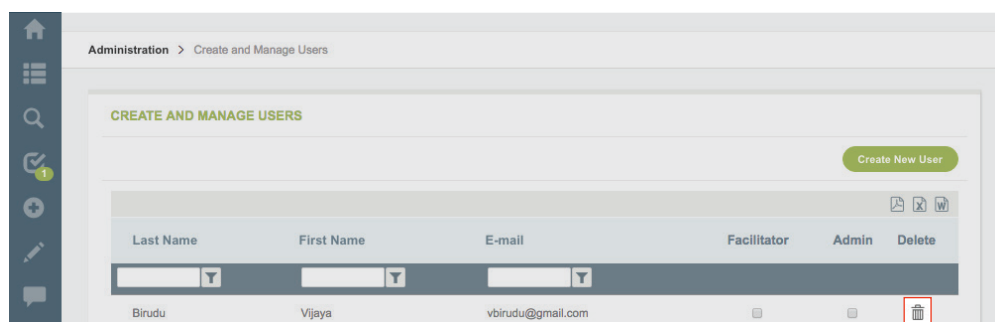 Administration > Create and Manage Users
CREATE AND MANAGE USERS
1
Create New User
Last Name First Name E-mail Facilitator Admin Delete
Birudu Vijaya vbirudu@gmail.com